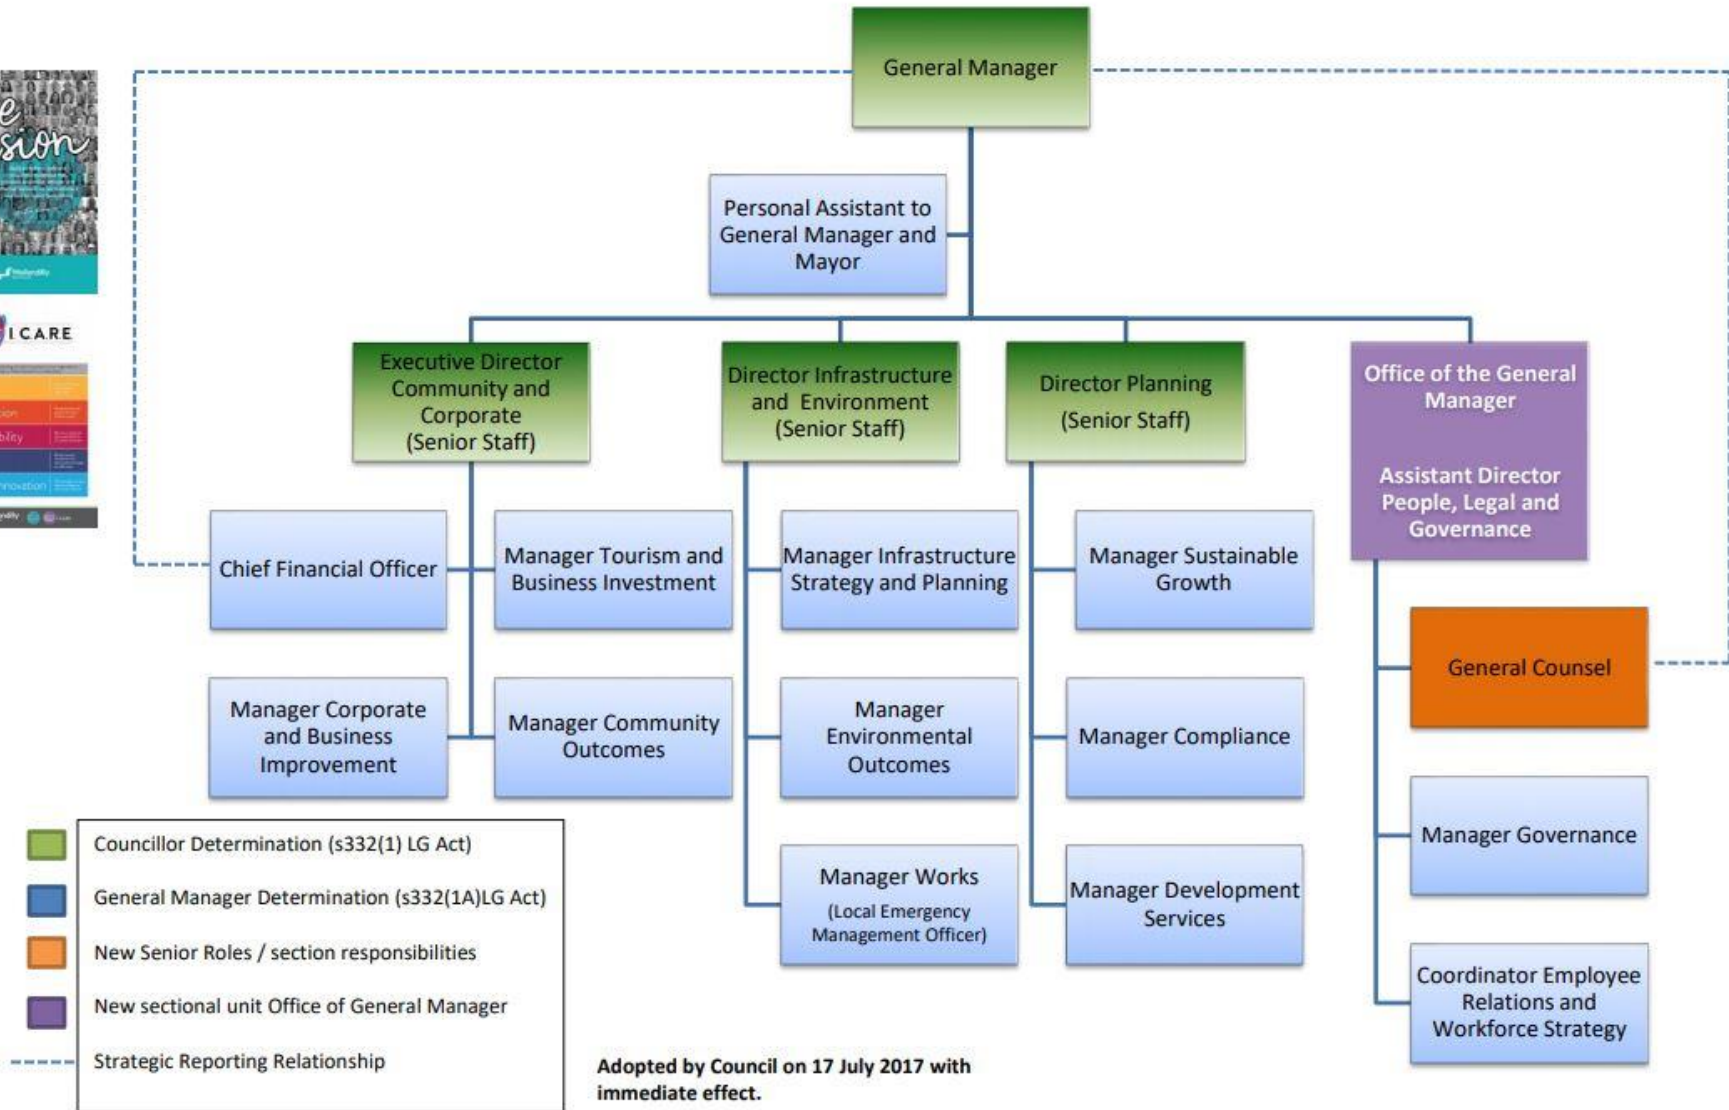 General Manager
Personal Assistant to
General Manager and
Mayor
Executive Director
Community and
Corporate
(Senior Staff)
Director Infrastructure
and Environment
(Senior Staff)
Director Planning
(Senior Staff)
Office of the General
Manager
Assistant Director
People, Legal and
Governance
Chief Financial Officer
Manager Tourism and
Business Investment
Manager Infrastructure
Strategy and Planning
Manager Sustainable
Growth
General Counsel
Manager Corporate
and Business
Improvement
Manager Community
Outcomes
Manager
Environmental
Outcomes
Manager Compliance
Manager Governance
Manager Works
(Local Emergency
Management Officer)
Manager Development
Services
Coordinator Employee
Relations and
Workforce Strategy
I CARE
Councillor Determination (s332(1) LG Act)
General Manager Determination (s332(1A)LG Act)
New Senior Roles / section responsibilities
New sectional unit Office of General Manager
Strategic Reporting Relationship
Adopted by Council on 17 July 2017 with
immediate effect.